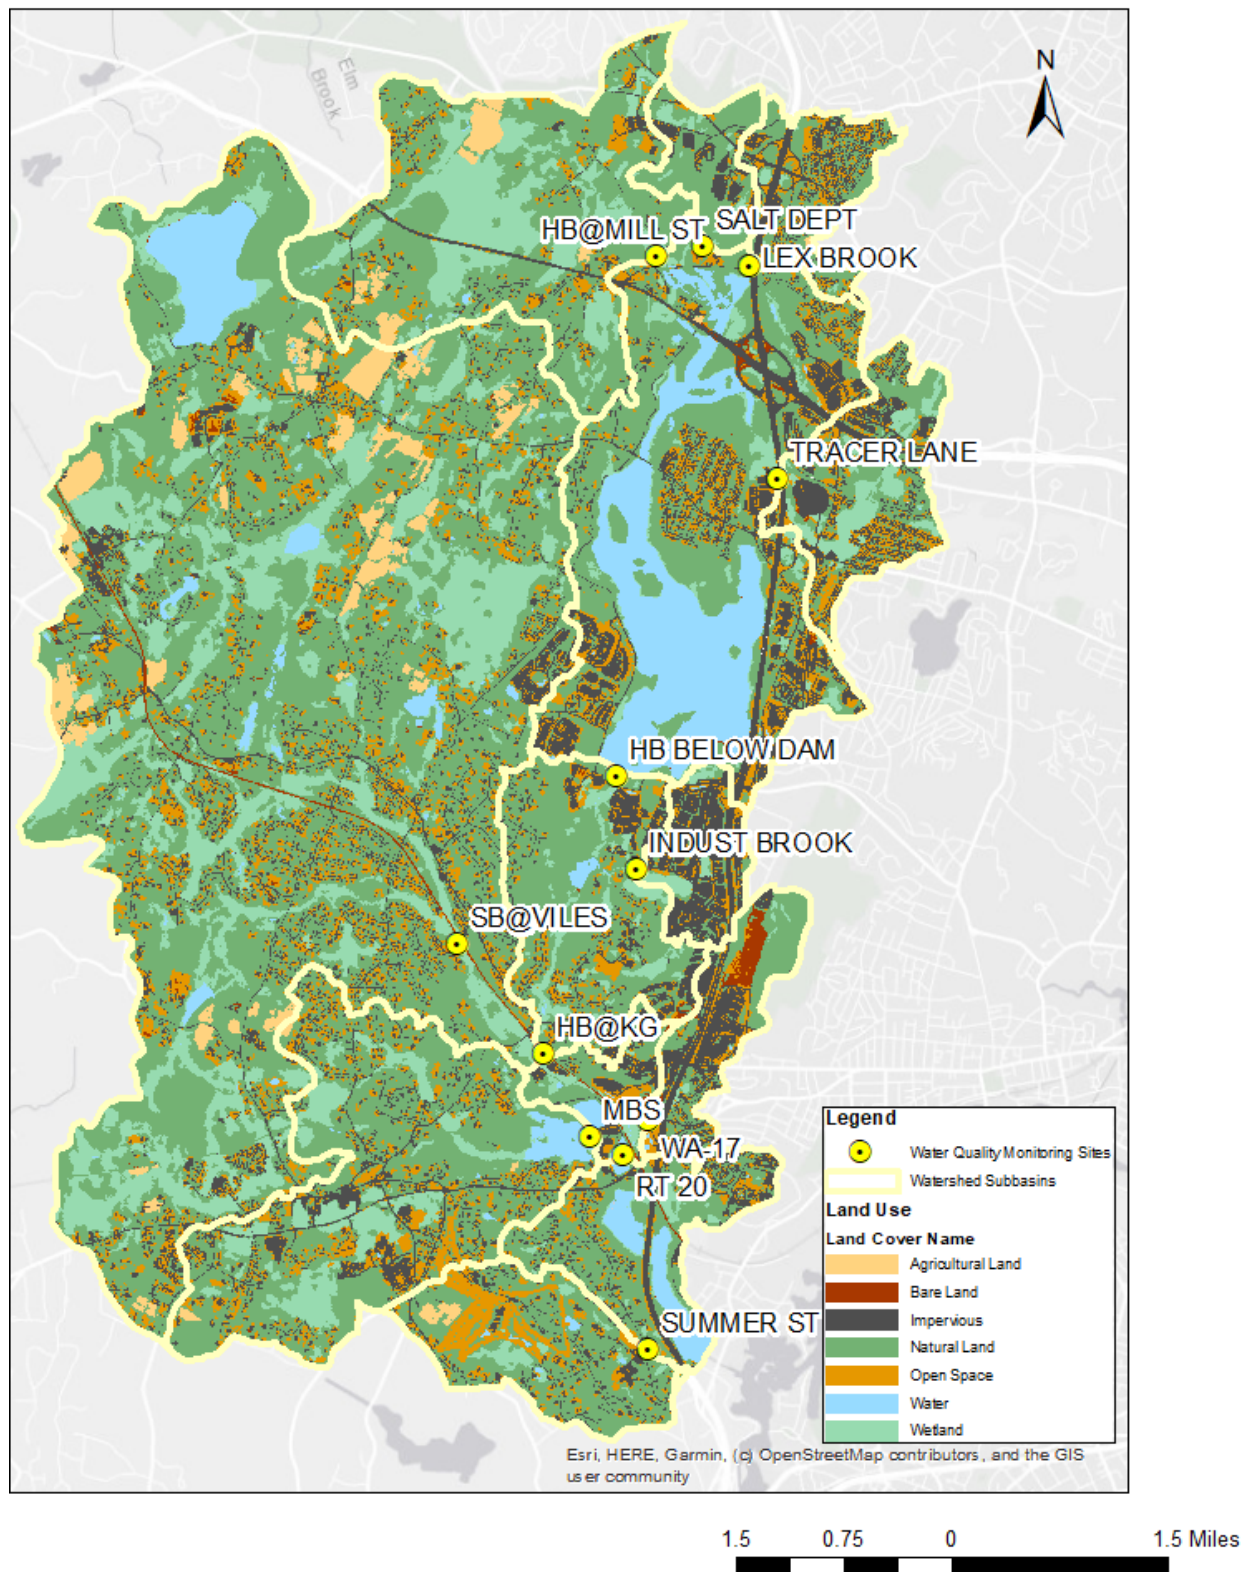 N
Elm
Brook
SALT DEPT
HB@MILL ST
LEX BROOK
TRACER LANE
HB BELOW DAM
INDUST BROOK
SB@VILES
HB@KG
MBS
WA-17
RT 20
SUMMER ST
Legend
Water Quality Monitoring Sites
Watershed Subbasins
Land Use
Land Cover Name
Agricultural Land
Bare Land
Impervious
Natural Land
Open Space
Water
Wetland
Esri, HERE, Garmin, (c) OpenStreetMap contributors, and the GIS
user community
1.5 0.75 0 1.5 Miles